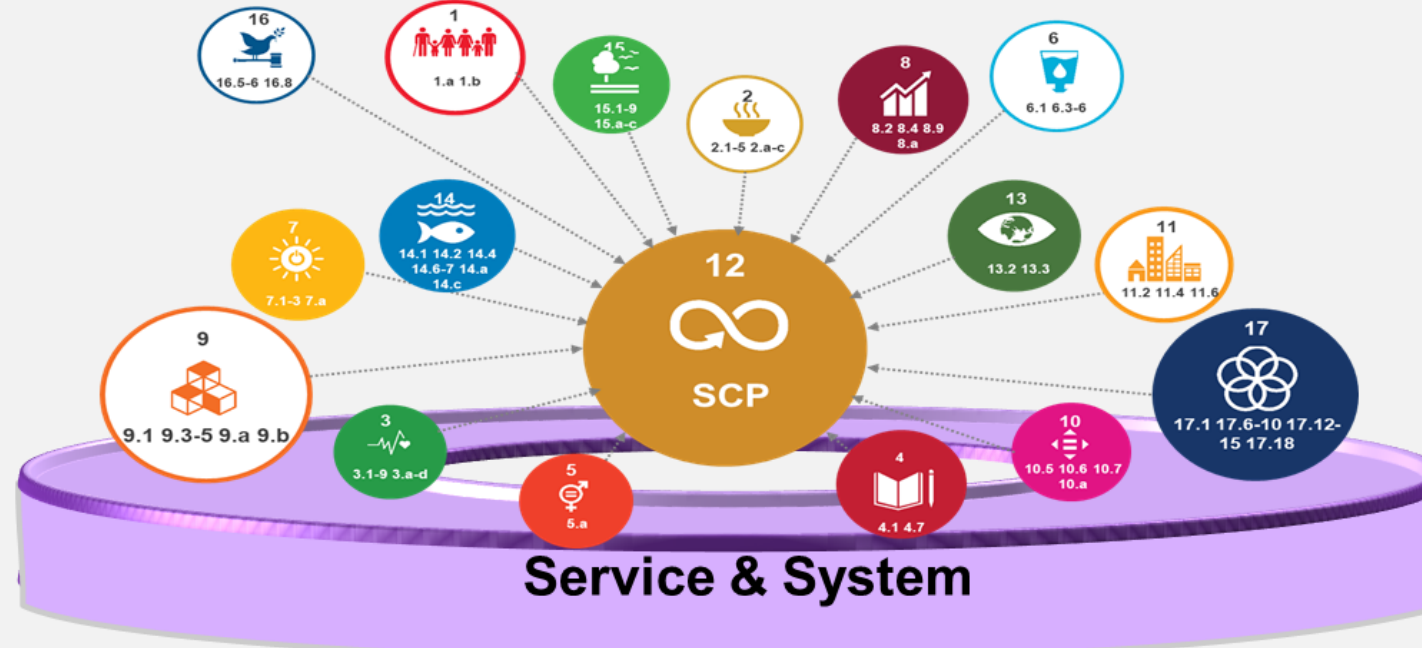 16
16.5-6 16.8
1
1.a 1.b
15
15.1-9
15.a-c
2
2.1-5 2.a-c
8
8.2 8.4 8.9
8.a
6
6.1 6.3-6
7
7.1-3 7.a
14
14.1 14.2 14.4
14.6-7 14.a
14.c
12
SCP
13
13.2 13.3
11
11.2 11.4 11.6
9
9.1 9.3-5 9.a 9.b
17
17.1 17.6-10 17.12-
15 17.18
3
3.1-9 3.a-d
5
5.a
4
4.1 4.7
10
10.5 10.6 10.7
10.a
Service & System